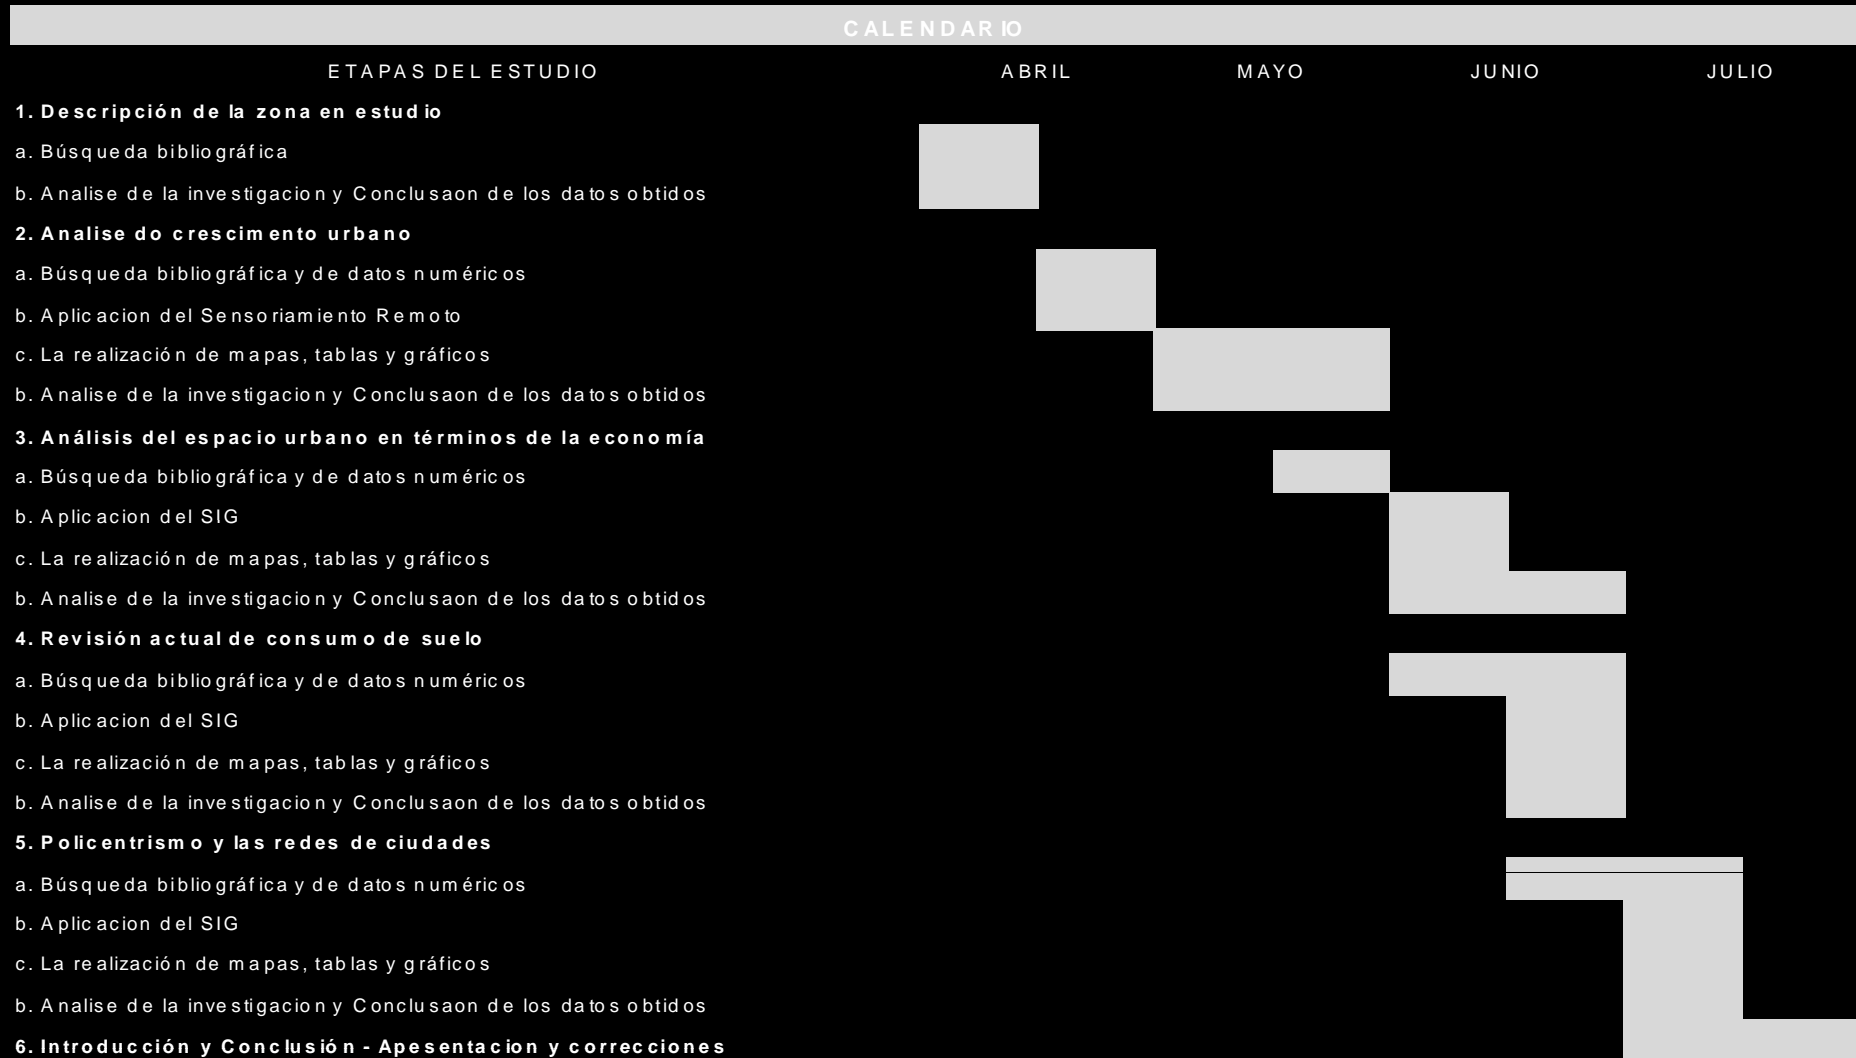 CALENDARIO
ETAPAS DEL ESTUDIO ABRIL MAYO JUNIO JULIO
1. Descripción de la zona en estudio
a. Búsqueda bibliográfica
b. Analise de la investigacion y Conclusaon de los datos obtidos
2. Analise do crescimento urbano
a. Búsqueda bibliográfica y de datos numéricos
b. Aplicacion del Sensoriamiento Remoto
c. La realización de mapas, tablas y gráficos
b. Analise de la investigacion y Conclusaon de los datos obtidos
3. Análisis del espacio urbano en términos de la economía
a. Búsqueda bibliográfica y de datos numéricos
b. Aplicacion del SIG
c. La realización de mapas, tablas y gráficos
b. Analise de la investigacion y Conclusaon de los datos obtidos
4. Revisión actual de consumo de suelo
a. Búsqueda bibliográfica y de datos numéricos
b. Aplicacion del SIG
c. La realización de mapas, tablas y gráficos
b. Analise de la investigacion y Conclusaon de los datos obtidos
5. Policentrismo y las redes de ciudades
a. Búsqueda bibliográfica y de datos numéricos
b. Aplicacion del SIG
c. La realización de mapas, tablas y gráficos
b. Analise de la investigacion y Conclusaon de los datos obtidos
6. Introducción y Conclusión - Apesentacion y correcciones